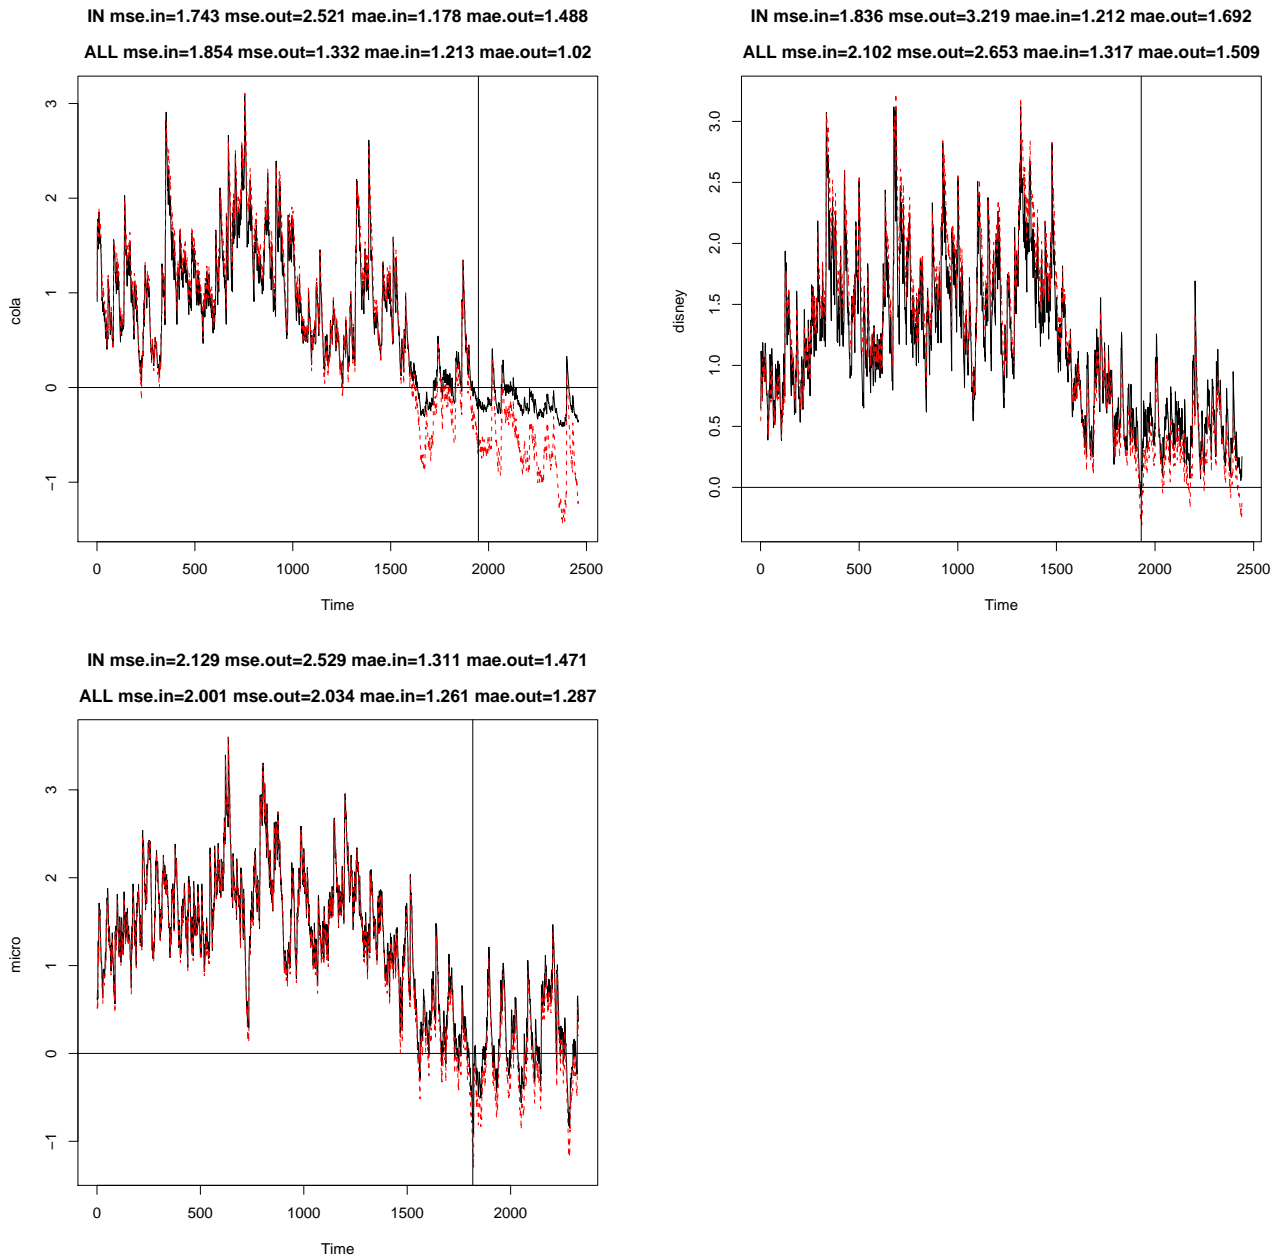 IN mse.in=1.743 mse.out=2.521 mae.in=1.178 mae.out=1.488
ALL mse.in=1.854 mse.out=1.332 mae.in=1.213 mae.out=1.02
cola
3
2
1
0
−1
0 500 1000 1500 2000 2500
Time
IN mse.in=1.836 mse.out=3.219 mae.in=1.212 mae.out=1.692
ALL mse.in=2.102 mse.out=2.653 mae.in=1.317 mae.out=1.509
disney
3.0
2.5
2.0
1.5
1.0
0.5
0.0
0 500 1000 1500 2000 2500
Time
IN mse.in=2.129 mse.out=2.529 mae.in=1.311 mae.out=1.471
ALL mse.in=2.001 mse.out=2.034 mae.in=1.261 mae.out=1.287
micro
3
2
1
0
−1
0 500 1000 1500 2000
Time